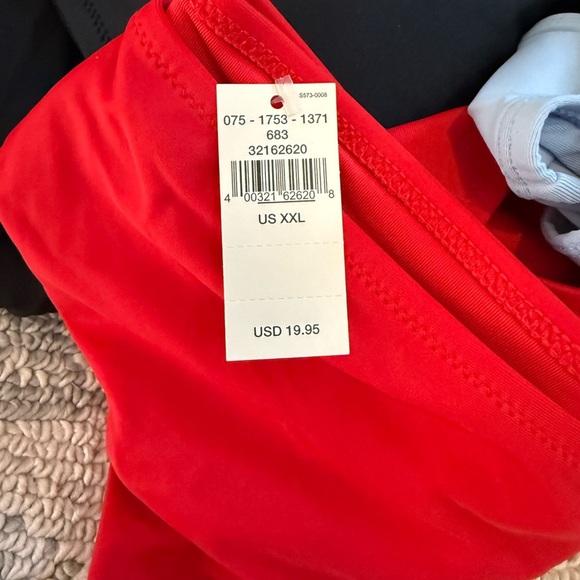 S573-0008
075 - 1753 - 1371
683
32162620
4 00321 62620 8
US XXL
USD 19.95